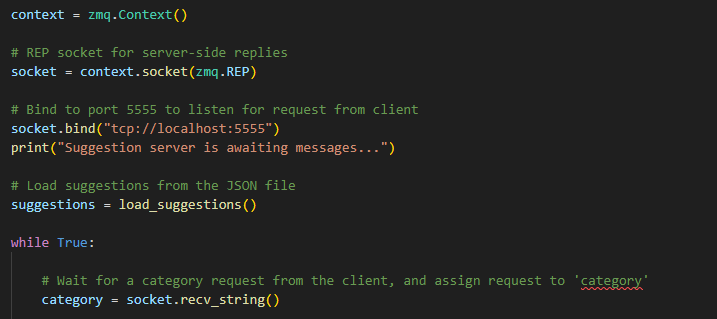 context = zmq.Context()
# REP socket for server-side replies
socket = context.socket(zmq.REP)
# Bind to port 5555 to listen for request from client
socket.bind("tcp://localhost:5555")
print("Suggestion server is awaiting messages...")
# Load suggestions from the JSON file
suggestions = load_suggestions()
while True:
# Wait for a category request from the client, and assign request to 'category'
category = socket.recv_string()